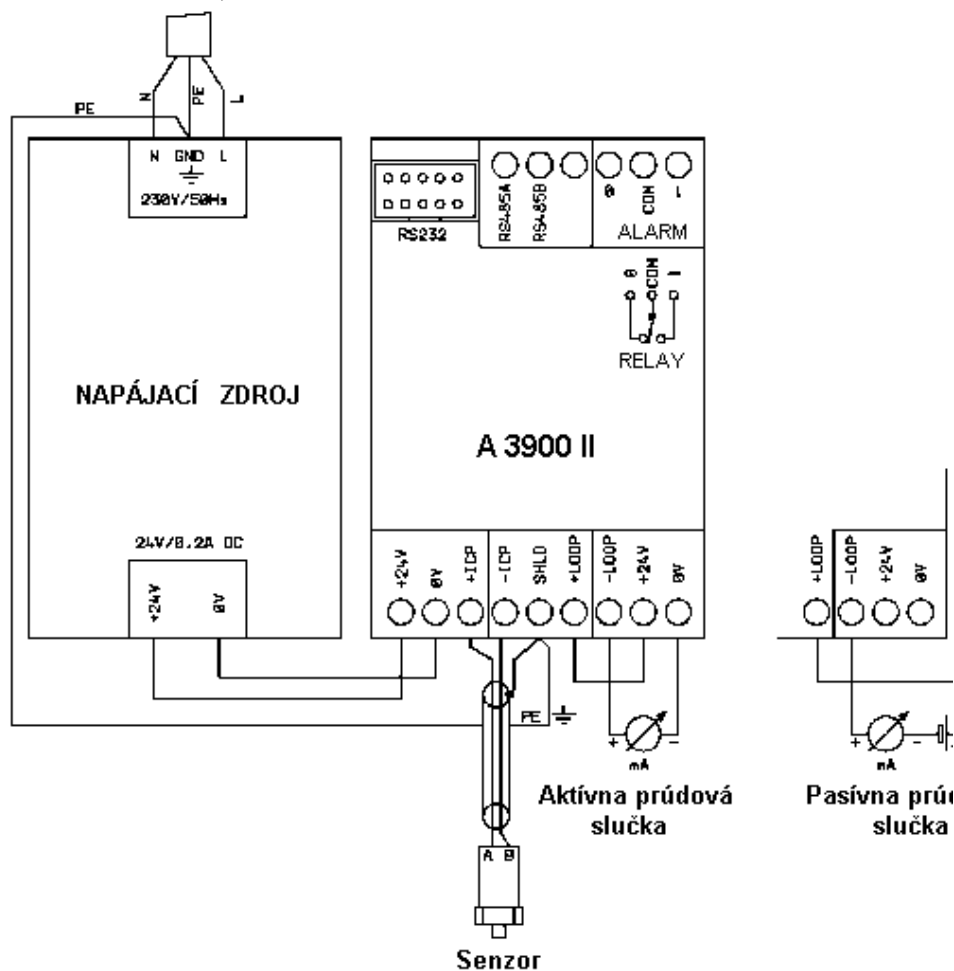 N
PE
L
PE
N GND L
230V/50Hz
NAPÁJACÍ ZDROJ
24V/0.2A DC
+24V
0V
RS232
RS485A
RS485B
0
COM
1
ALARM
0
COM
1
RELAY
A 3900 II
+24V
0V
+ICP
-ICP
SHLD
+LOOP
-LOOP
+24V
0V
PE
+ -
mA
Aktívna prúdová
slučka
A B
Senzor
+LOOP
-LOOP
+24V
0V
+ -
mA
Pasívna
slučka